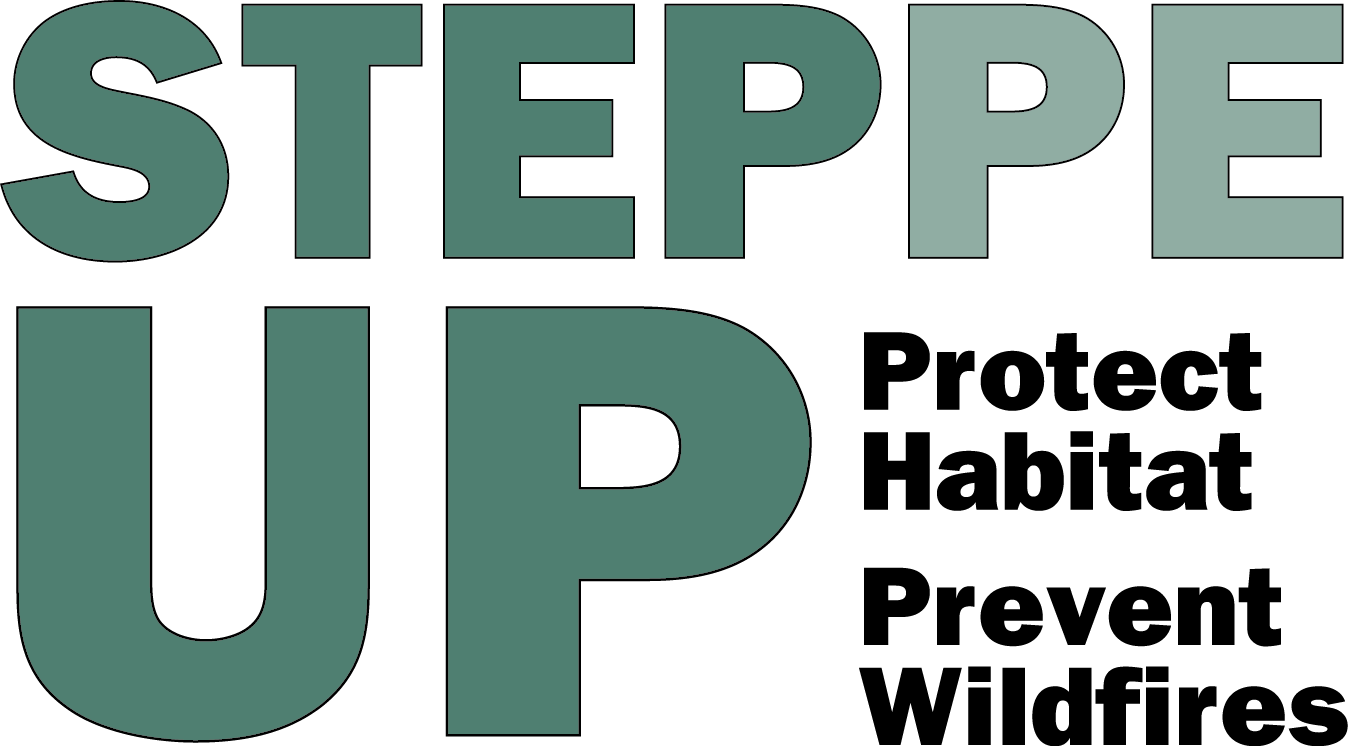 STEPPE
UP
Protect
Habitat
Prevent
Wildfires